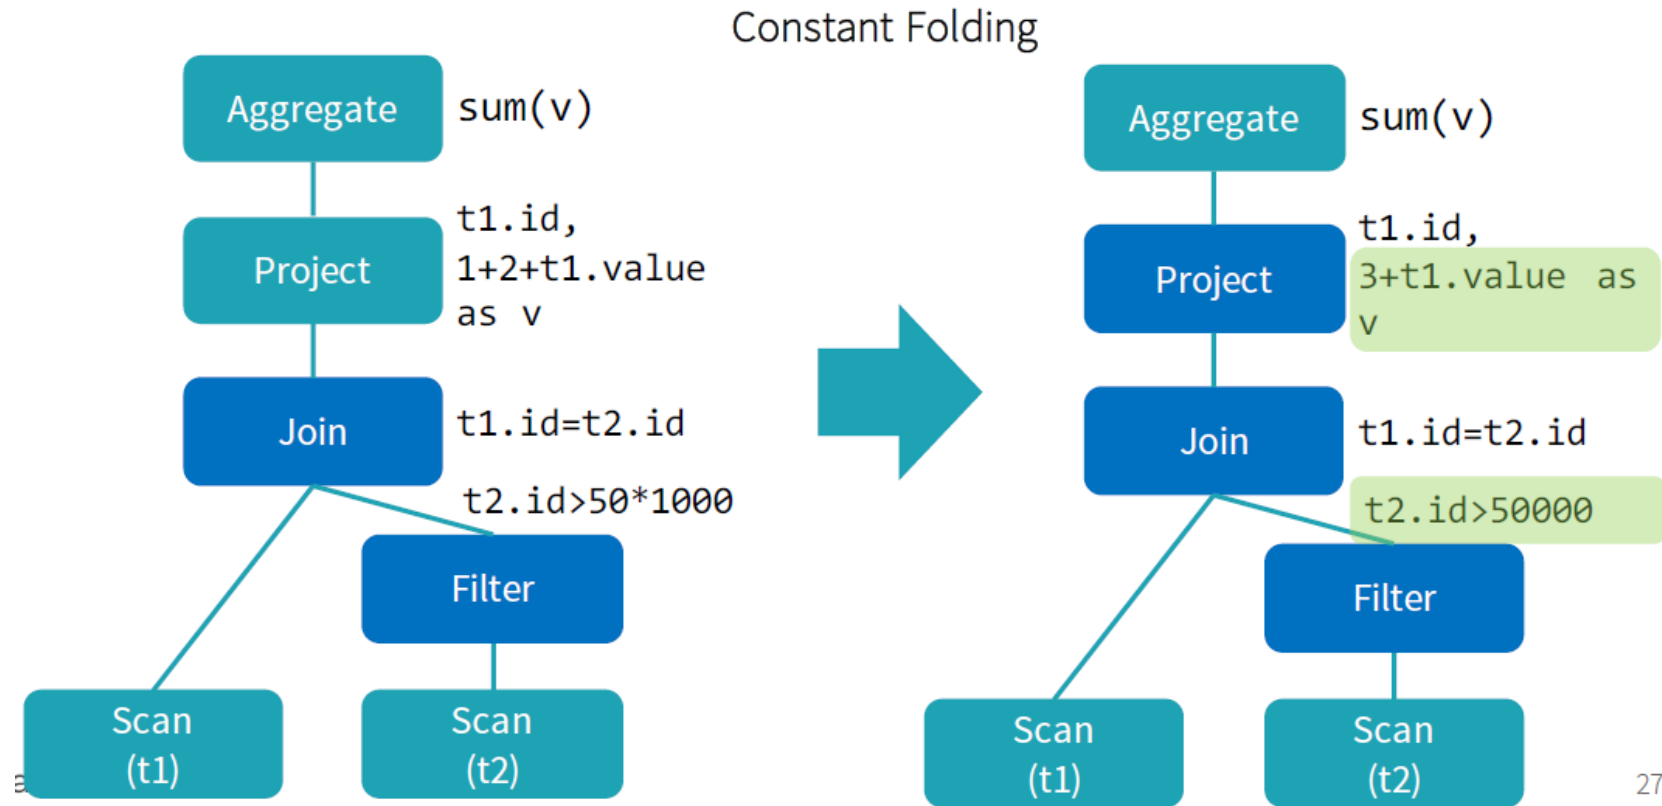 Constant Folding
Aggregate
sum(v)
Project
t1.id,
1+2+t1.value
as v
Join
t1.id=t2.id
t2.id>50*1000
Filter
Scan
(t1)
Scan
(t2)
Aggregate
sum(v)
Project
t1.id,
3+t1.value as
v
Join
t1.id=t2.id
t2.id>50000
Filter
Scan
(t1)
Scan
(t2)
27